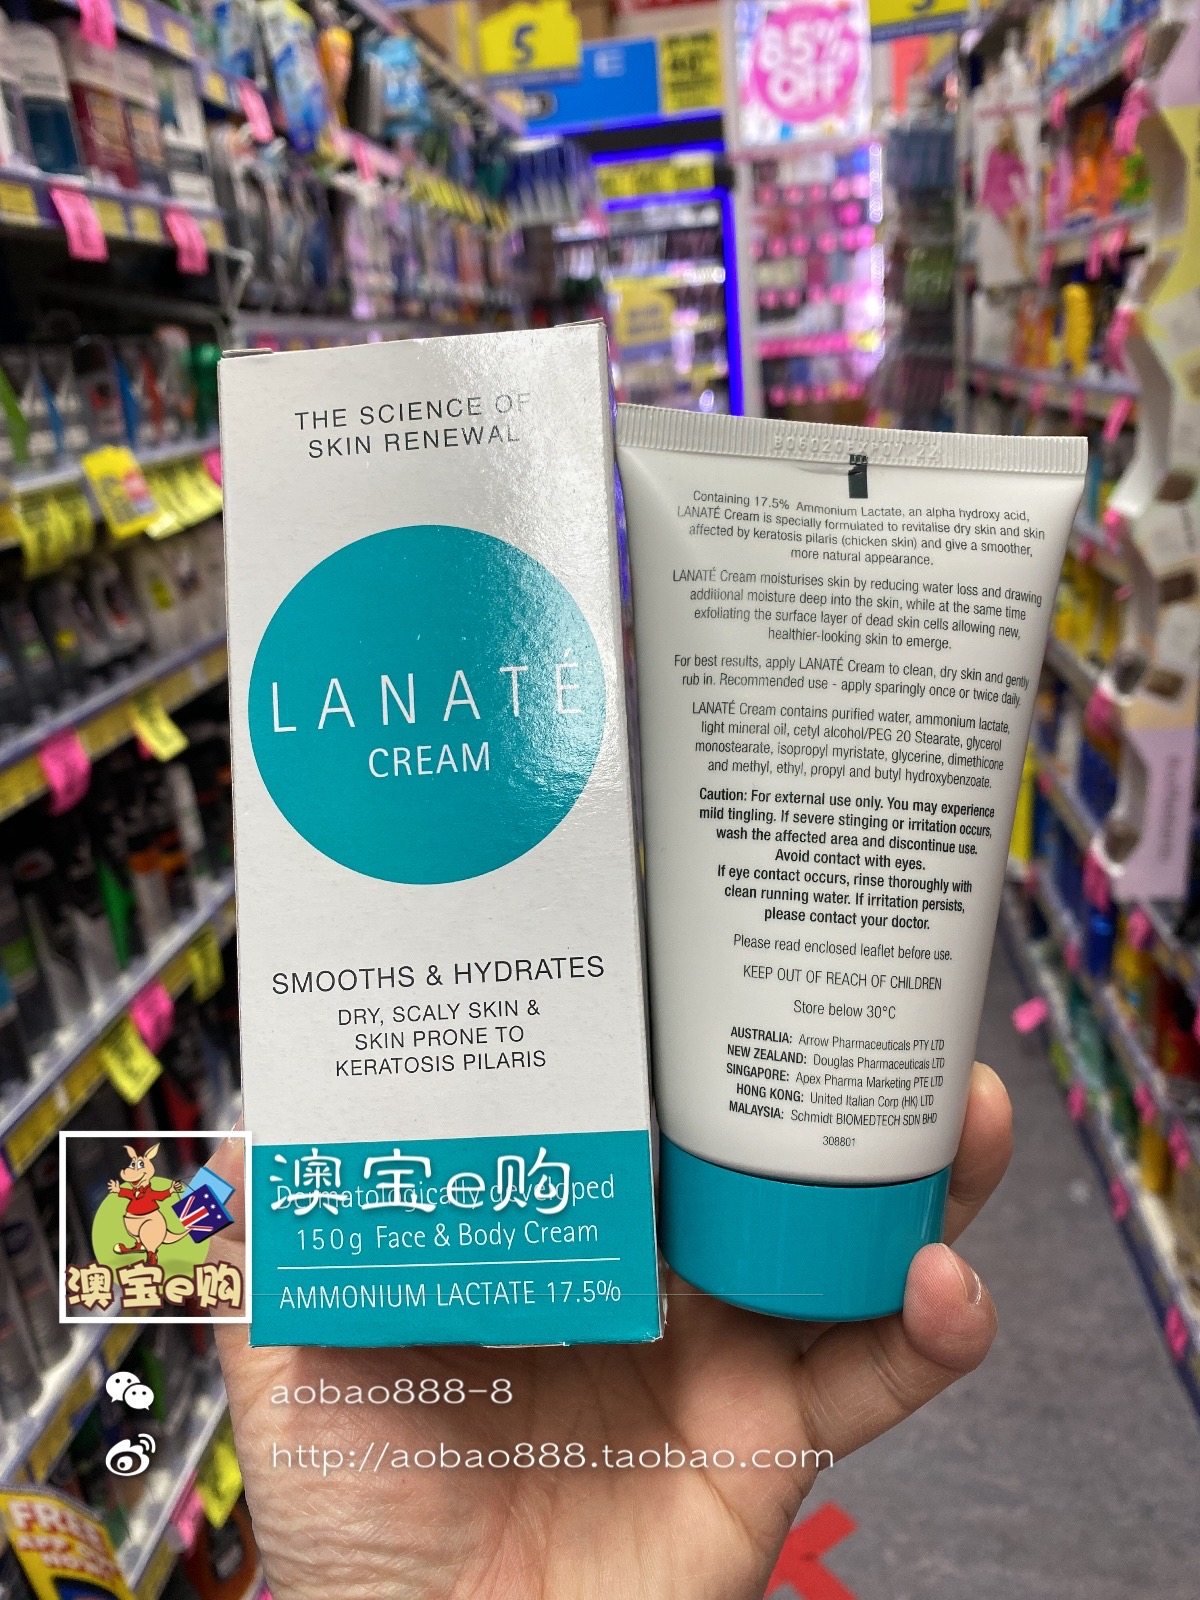 S
85%
OFF
THE SCIENCE OF
SKIN RENEWAL
LANATÉ
CREAM
SMOOTHS & HYDRATES
DRY, SCALY SKIN &
SKIN PRONE TO
KERATOSIS PILARIS
Dermatologically developed
150g Face & Body Cream
AMMONIUM LACTATE 17.5%
Containing 17.5% Ammonium Lactate, an alpha hydroxy acid,
LANATÉ Cream is specially formulated to revitalise dry skin and skin
affected by keratosis pilaris (chicken skin) and give a smoother,
more natural appearance.
LANATÉ Cream moisturises skin by reducing water loss and drawing
additional moisture deep into the skin, while at the same time
exfoliating the surface layer of dead skin cells allowing new,
healthier-looking skin to emerge.
For best results, apply LANATÉ Cream to clean, dry skin and gently
rub in. Recommended use - apply sparingly once or twice daily.
LANATÉ Cream contains purified water, ammonium lactate,
light mineral oil, cetyl alcohol/PEG 20 Stearate, glycerol
monostearate, isopropyl myristate, glycerine, dimethicone
and methyl, ethyl, propyl and butyl hydroxybenzoate.
Caution: For external use only. You may experience
mild tingling. If severe stinging or irritation occurs,
wash the affected area and discontinue use.
Avoid contact with eyes.
If eye contact occurs, rinse thoroughly with
clean running water. If irritation persists,
please contact your doctor.
Please read enclosed leaflet before use.
KEEP OUT OF REACH OF CHILDREN
Store below 30°C
AUSTRALIA: Arrow Pharmaceuticals PTY LTD
NEW ZEALAND: Douglas Pharmaceuticals LTD
SINGAPORE: Apex Pharma Marketing PTE LTD
HONG KONG: United Italian Corp (HK) LTD
MALAYSIA: Schmidt BIOMEDTECH SDN BHD
308801
澳宝e购
澳宝e购
aobao888-8
http://aobao888.taobao.com
FREE